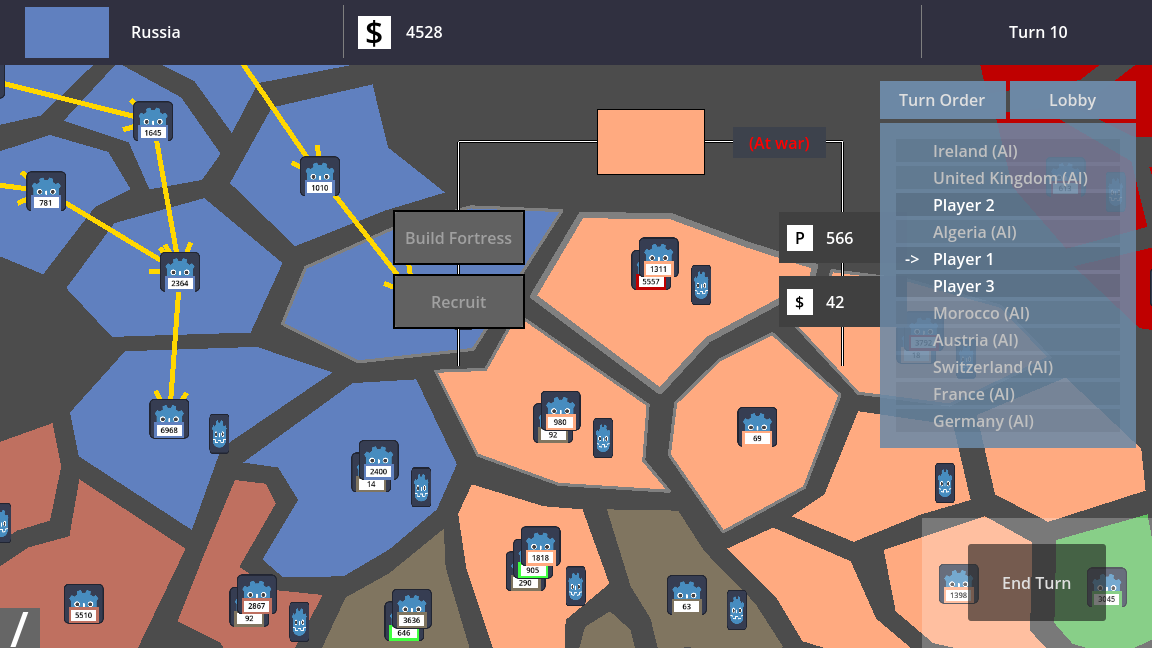 Russia
$ 4528
Turn 10
Turn Order
Lobby
(At war)
Ireland (AI)
United Kingdom (AI)
Player 2
Algeria (AI)
-> Player 1
Player 3
Morocco (AI)
Austria (AI)
Switzerland (AI)
France (AI)
Germany (AI)
Build Fortress
Recruit
P 566
$ 42
1645
781
1010
2364
1311
5557
6968
980
92
69
2400
14
1818
905
290
5510
2867
92
3636
646
63
1398
3045
End Turn
/